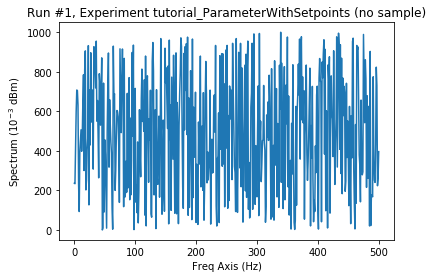 Run #1, Experiment tutorial_ParameterWithSetpoints (no sample)
1000
800
600
400
200
0
Spectrum (10⁻³ dBm)
0 100 200 300 400 500
Freq Axis (Hz)